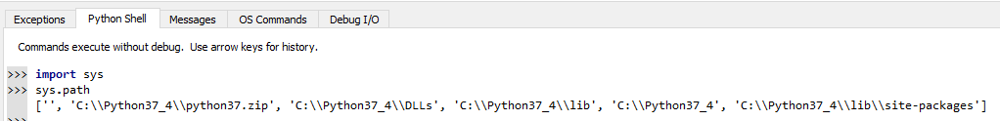 Exceptions Python Shell Messages OS Commands Debug I/O
Commands execute without debug. Use arrow keys for history.
>>> import sys
>>> sys.path
['', 'C:\\Python37_4\\python37.zip', 'C:\\Python37_4\\DLLs', 'C:\\Python37_4\\lib', 'C:\\Python37_4', 'C:\\Python37_4\\lib\\site-packages']
>>>